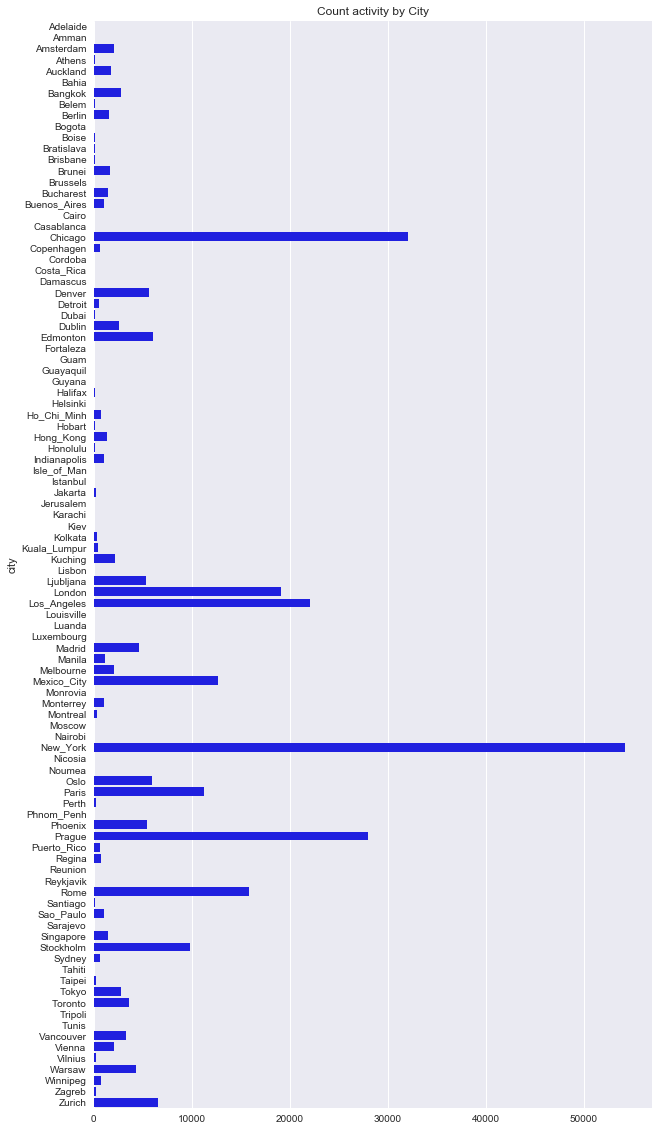 Count activity by City
Adelaide
Amman
Amsterdam
Athens
Auckland
Bahia
Bangkok
Belem
Berlin
Bogota
Boise
Bratislava
Brisbane
Brunei
Brussels
Bucharest
Buenos_Aires
Cairo
Casablanca
Chicago
Copenhagen
Cordoba
Costa_Rica
Damascus
Denver
Detroit
Dubai
Dublin
Edmonton
Fortaleza
Guam
Guayaquil
Guyana
Halifax
Helsinki
Ho_Chi_Minh
Hobart
Hong_Kong
Honolulu
Indianapolis
Isle_of_Man
Istanbul
Jakarta
Jerusalem
Karachi
Kiev
Kolkata
Kuala_Lumpur
Kuching
Lisbon
Ljubljana
London
Los_Angeles
Louisville
Luanda
Luxembourg
Madrid
Manila
Melbourne
Mexico_City
Monrovia
Monterrey
Montreal
Moscow
Nairobi
New_York
Nicosia
Noumea
Oslo
Paris
Perth
Phnom_Penh
Phoenix
Prague
Puerto_Rico
Regina
Reunion
Reykjavik
Rome
Santiago
Sao_Paulo
Sarajevo
Singapore
Stockholm
Sydney
Tahiti
Taipei
Tokyo
Toronto
Tripoli
Tunis
Vancouver
Vienna
Vilnius
Warsaw
Winnipeg
Zagreb
Zurich
city
0 10000 20000 30000 40000 50000